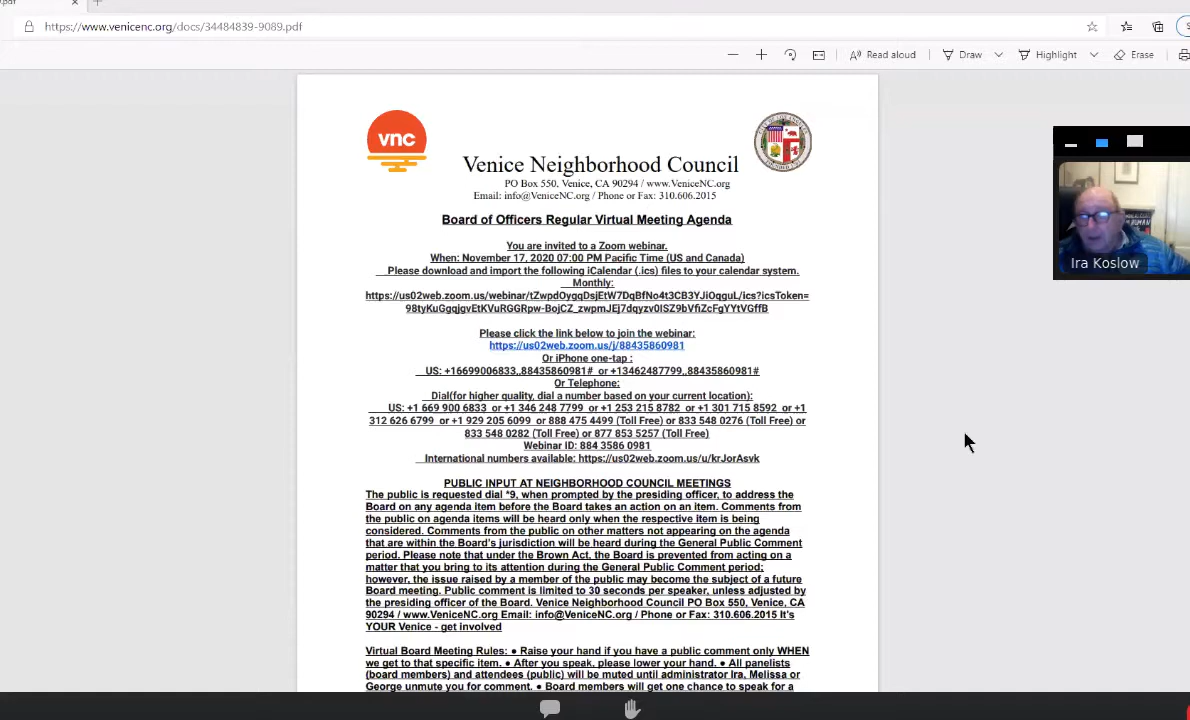 .pdf
https://www.venicenc.org/docs/34484839-9089.pdf
Read aloud
Draw
Highlight
Erase
vnc
Venice Neighborhood Council
PO Box 550, Venice, CA 90294 / www.VeniceNC.org
Email: info@VeniceNC.org / Phone or Fax: 310.606.2015
Board of Officers Regular Virtual Meeting Agenda
You are invited to a Zoom webinar.
When: November 17, 2020 07:00 PM Pacific Time (US and Canada)
Please download and import the following iCalendar (.ics) files to your calendar system.
Monthly:
https://us02web.zoom.us/webinar/tZwpdOygqDsjEtW7DqBfNo4t3CB3YJiOqguL/ics?icsToken=
98tyKuGgqjgvEtKVuRGGRpw-BojCZ_zwpmJEj7dqyzv0ISZ9bVfiZcFgYYtVGffB
Please click the link below to join the webinar:
https://us02web.zoom.us/j/88435860981
Or iPhone one-tap :
US: +16699006833,,88435860981# or +13462487799,,88435860981#
Or Telephone:
Dial(for higher quality, dial a number based on your current location):
US: +1 669 900 6833 or +1 346 248 7799 or +1 253 215 8782 or +1 301 715 8592 or +1
312 626 6799 or +1 929 205 6099 or 888 475 4499 (Toll Free) or 833 548 0276 (Toll Free) or
833 548 0282 (Toll Free) or 877 853 5257 (Toll Free)
Webinar ID: 884 3586 0981
International numbers available: https://us02web.zoom.us/u/krJorAsvk
PUBLIC INPUT AT NEIGHBORHOOD COUNCIL MEETINGS
The public is requested dial *9, when prompted by the presiding officer, to address the
Board on any agenda item before the Board takes an action on an item. Comments from
the public on agenda items will be heard only when the respective item is being
considered. Comments from the public on other matters not appearing on the agenda
that are within the Board's jurisdiction will be heard during the General Public Comment
period. Please note that under the Brown Act, the Board is prevented from acting on a
matter that you bring to its attention during the General Public Comment period;
however, the issue raised by a member of the public may become the subject of a future
Board meeting. Public comment is limited to 30 seconds per speaker, unless adjusted by
the presiding officer of the Board. Venice Neighborhood Council PO Box 550, Venice, CA
90294 / www.VeniceNC.org Email: info@VeniceNC.org / Phone or Fax: 310.606.2015 It's
YOUR Venice - get involved
Virtual Board Meeting Rules: ● Raise your hand if you have a public comment only WHEN
we get to that specific item. ● After you speak, please lower your hand. ● All panelists
(board members) and attendees (public) will be muted until administrator Ira, Melissa or
George unmute you for comment. ● Board members will get one chance to speak for a
Ira Koslow